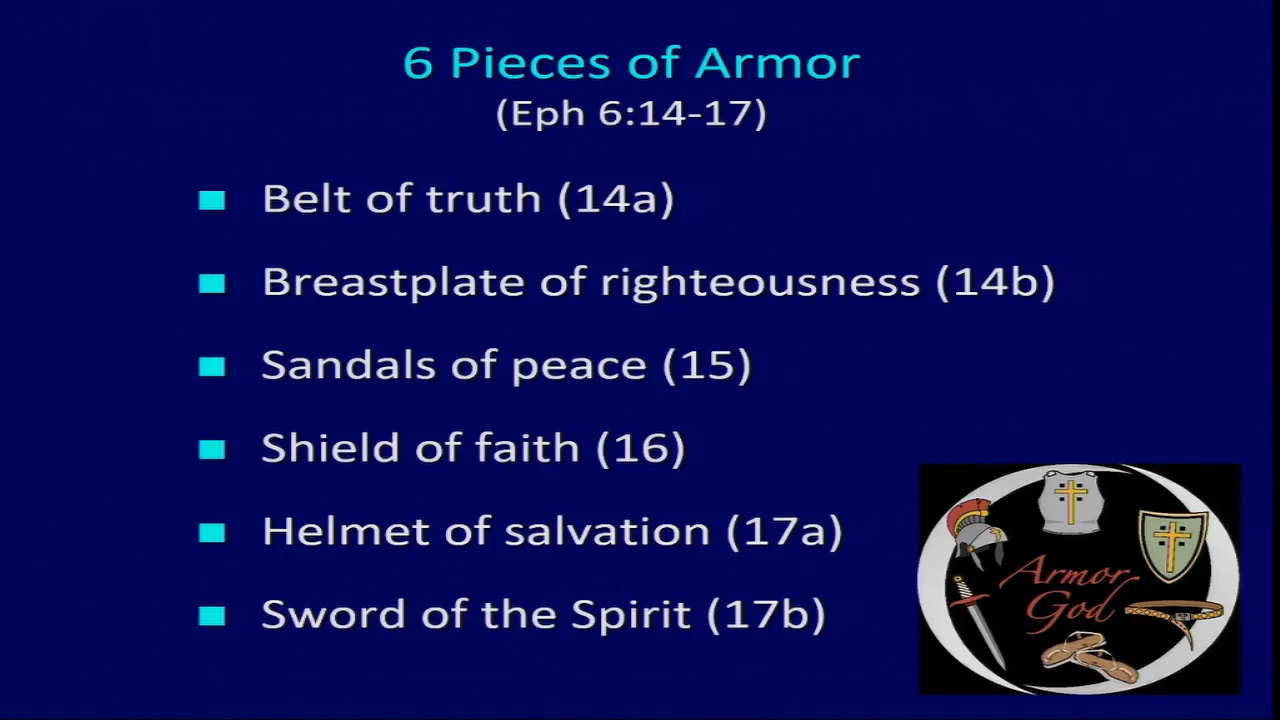 6 Pieces of Armor
(Eph 6:14-17)
Belt of truth (14a)
Breastplate of righteousness (14b)
Sandals of peace (15)
Shield of faith (16)
Helmet of salvation (17a)
Sword of the Spirit (17b)
Armor
God